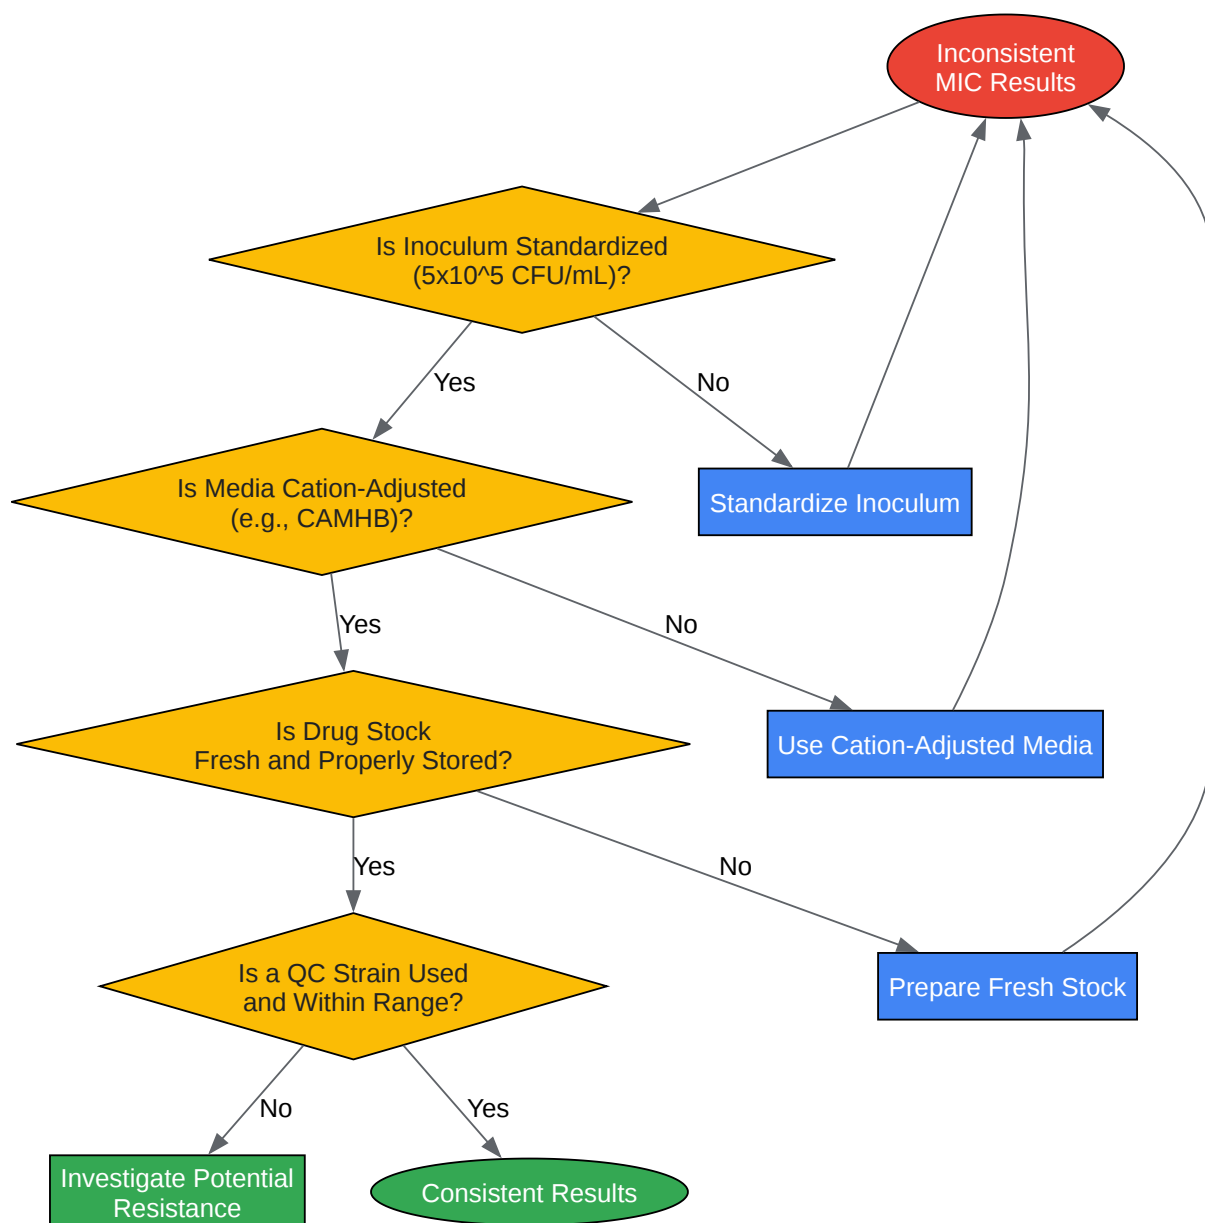 Inconsistent
MIC Results
Is Inoculum Standardized
(5x10^5 CFU/mL)?
Yes
No
Is Media Cation-Adjusted
(e.g., CAMHB)?
Standardize Inoculum
Yes
No
Is Drug Stock
Fresh and Properly Stored?
Use Cation-Adjusted Media
Yes
No
Is a QC Strain Used
and Within Range?
Prepare Fresh Stock
No
Yes
Investigate Potential
Resistance
Consistent Results